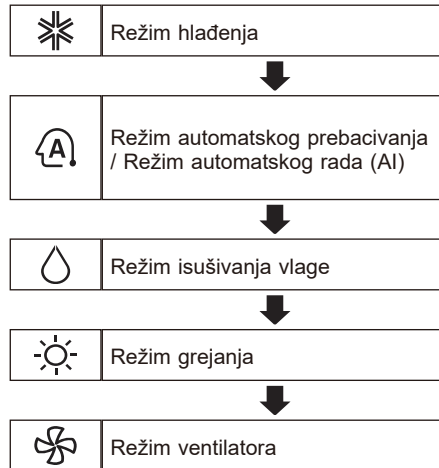 Režim hlađenja
A
Režim automatskog prebacivanja
/ Režim automatskog rada (AI)
Režim isušivanja vlage
Režim grejanja
Režim ventilatora